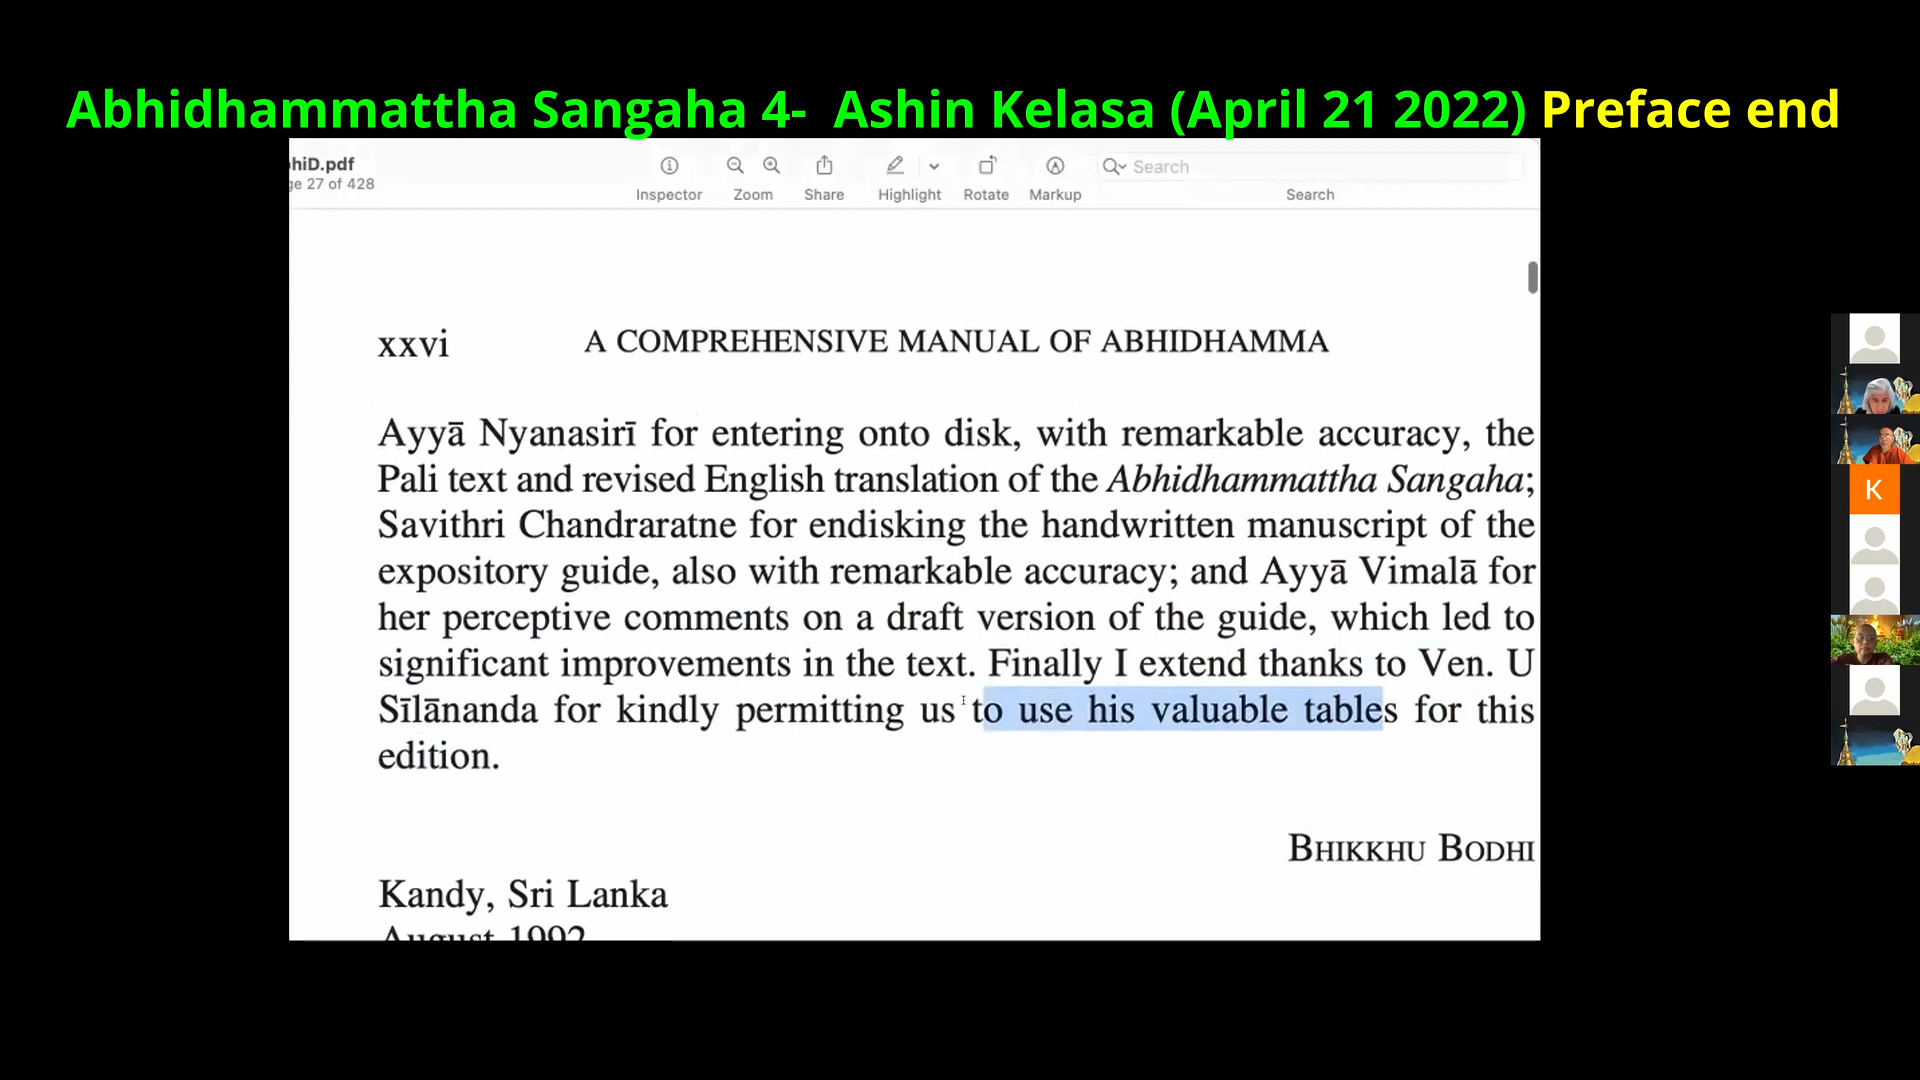 Abhidhammattha Sangaha 4- Ashin Kelasa (April 21 2022) Preface end
hiD.pdf
ge 27 of 428
Inspector Zoom Share Highlight Rotate Markup Search
Search
xxvi A COMPREHENSIVE MANUAL OF ABHIDHAMMA
Ayyā Nyanasirī for entering onto disk, with remarkable accuracy, the
Pali text and revised English translation of the Abhidhammattha Sangaha;
Savithri Chandraratne for endisking the handwritten manuscript of the
expository guide, also with remarkable accuracy; and Ayyā Vimalā for
her perceptive comments on a draft version of the guide, which led to
significant improvements in the text. Finally I extend thanks to Ven. U
Sīlānanda for kindly permitting us to use his valuable tables for this
edition.
BHIKKHU BODHI
Kandy, Sri Lanka
August 1992
K